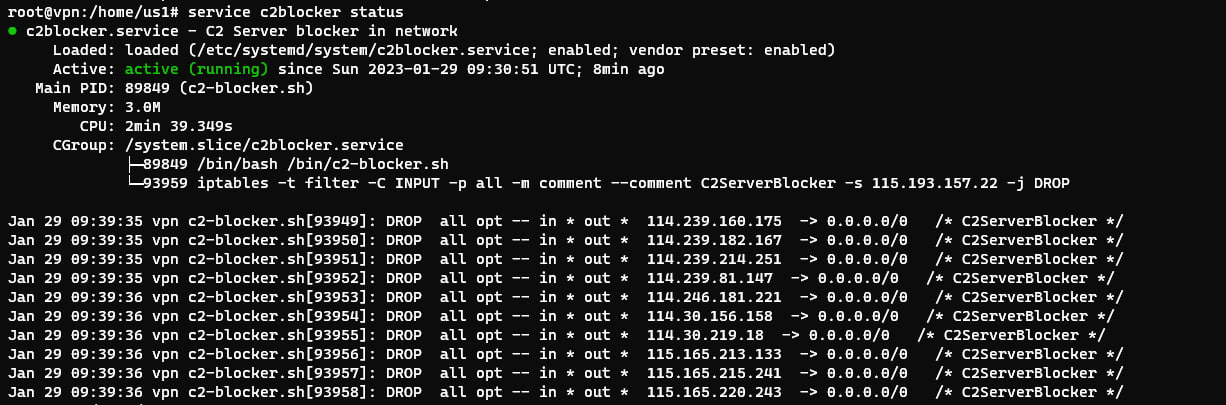 root@vpn:/home/us1# service c2blocker status
● c2blocker.service - C2 Server blocker in network
Loaded: loaded (/etc/systemd/system/c2blocker.service; enabled; vendor preset: enabled)
Active: active (running) since Sun 2023-01-29 09:30:51 UTC; 8min ago
Main PID: 89849 (c2-blocker.sh)
Memory: 3.0M
CPU: 2min 39.349s
CGroup: /system.slice/c2blocker.service
├─89849 /bin/bash /bin/c2-blocker.sh
└─93959 iptables -t filter -C INPUT -p all -m comment --comment C2ServerBlocker -s 115.193.157.22 -j DROP
Jan 29 09:39:35 vpn c2-blocker.sh[93949]: DROP  all opt -- in * out *  114.239.160.175  -> 0.0.0.0/0   /* C2ServerBlocker */
Jan 29 09:39:35 vpn c2-blocker.sh[93950]: DROP  all opt -- in * out *  114.239.182.167  -> 0.0.0.0/0   /* C2ServerBlocker */
Jan 29 09:39:35 vpn c2-blocker.sh[93951]: DROP  all opt -- in * out *  114.239.214.251  -> 0.0.0.0/0   /* C2ServerBlocker */
Jan 29 09:39:35 vpn c2-blocker.sh[93952]: DROP  all opt -- in * out *  114.239.81.147  -> 0.0.0.0/0   /* C2ServerBlocker */
Jan 29 09:39:36 vpn c2-blocker.sh[93953]: DROP  all opt -- in * out *  114.246.181.221  -> 0.0.0.0/0   /* C2ServerBlocker */
Jan 29 09:39:36 vpn c2-blocker.sh[93954]: DROP  all opt -- in * out *  114.30.156.158  -> 0.0.0.0/0   /* C2ServerBlocker */
Jan 29 09:39:36 vpn c2-blocker.sh[93955]: DROP  all opt -- in * out *  114.30.219.18  -> 0.0.0.0/0   /* C2ServerBlocker */
Jan 29 09:39:36 vpn c2-blocker.sh[93956]: DROP  all opt -- in * out *  115.165.213.133  -> 0.0.0.0/0   /* C2ServerBlocker */
Jan 29 09:39:36 vpn c2-blocker.sh[93957]: DROP  all opt -- in * out *  115.165.215.241  -> 0.0.0.0/0   /* C2ServerBlocker */
Jan 29 09:39:36 vpn c2-blocker.sh[93958]: DROP  all opt -- in * out *  115.165.220.243  -> 0.0.0.0/0   /* C2ServerBlocker */